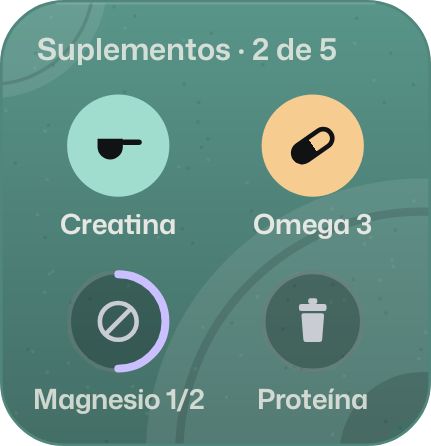 Suplementos · 2 de 5
Creatina
Omega 3
Magnesio 1/2
Proteína